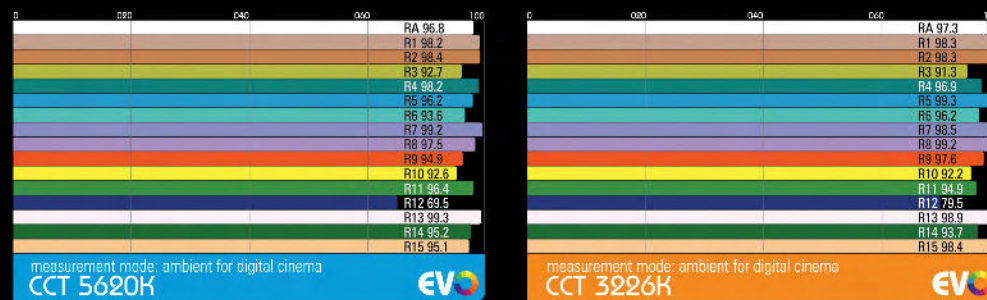 0 020 040 060 100
RA 96.8
R1 98.2
R2 98.4
R3 92.7
R4 98.2
R5 96.2
R6 93.6
R7 99.2
R8 97.5
R9 94.9
R10 92.6
R11 96.4
R12 69.5
R13 99.3
R14 95.2
R15 95.1
measurement mode: ambient for digital cinema
CCT 5620K
EVO
0 020 040 060
RA 97.3
R1 98.3
R2 98.3
R3 91.3
R4 96.9
R5 99.3
R6 96.2
R7 98.5
R8 99.2
R9 97.6
R10 92.2
R11 94.9
R12 79.5
R13 98.9
R14 93.7
R15 98.4
measurement mode: ambient for digital cinema
CCT 3226K
EVO